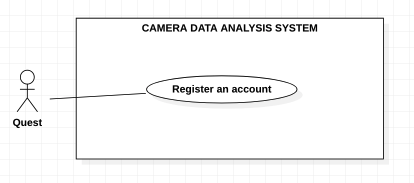 CAMERA DATA ANALYSIS SYSTEM
Register an account
Quest